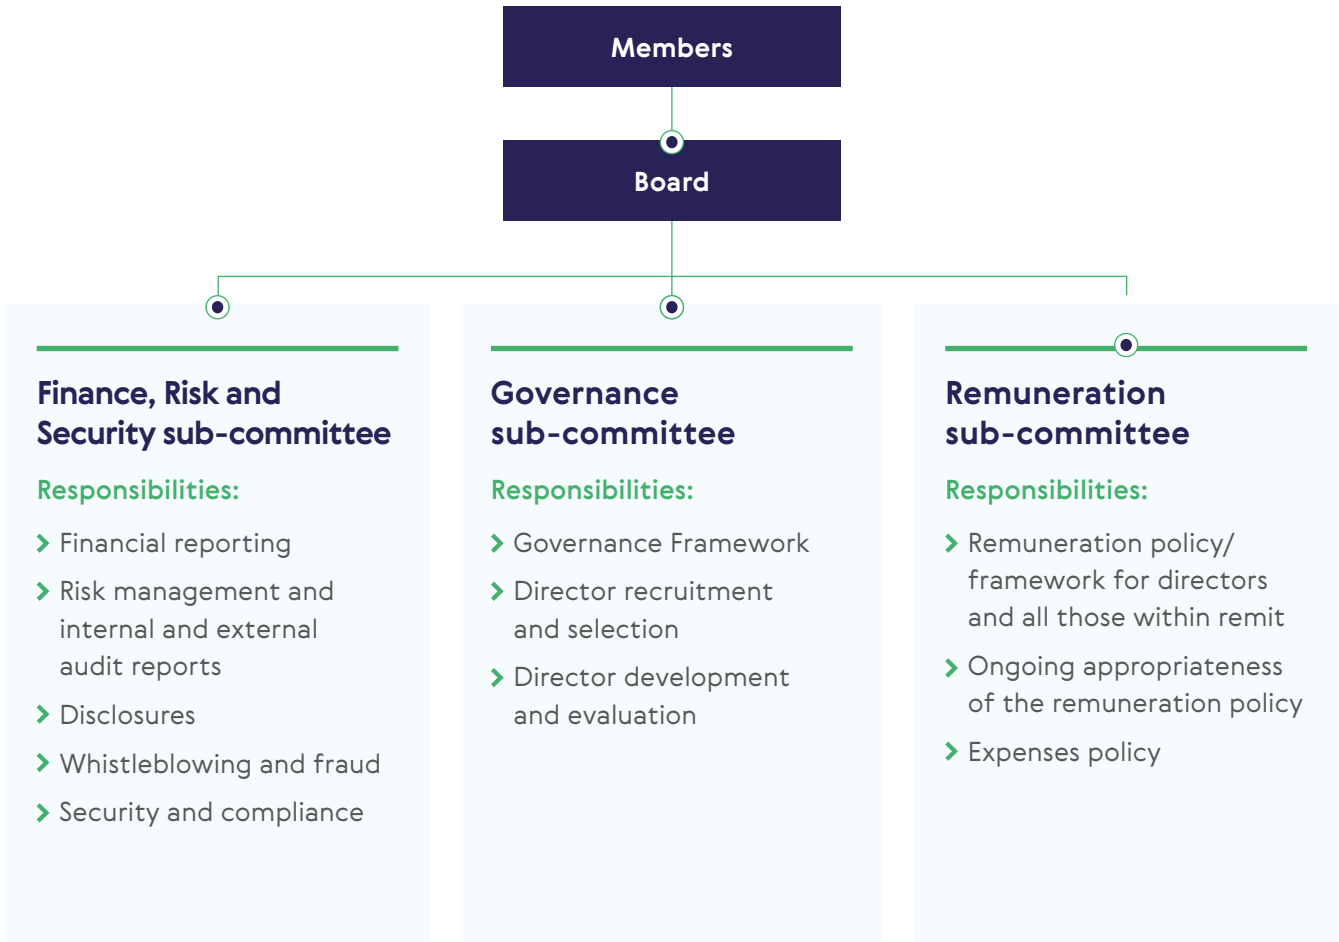 Members
Board
Finance, Risk and
Security sub-committee
Responsibilities:
Financial reporting
Risk management and
internal and external
audit reports
Disclosures
Whistleblowing and fraud
Security and compliance
Governance
sub-committee
Responsibilities:
Governance Framework
Director recruitment
and selection
Director development
and evaluation
Remuneration
sub-committee
Responsibilities:
Remuneration policy/
framework for directors
and all those within remit
Ongoing appropriateness
of the remuneration policy
Expenses policy